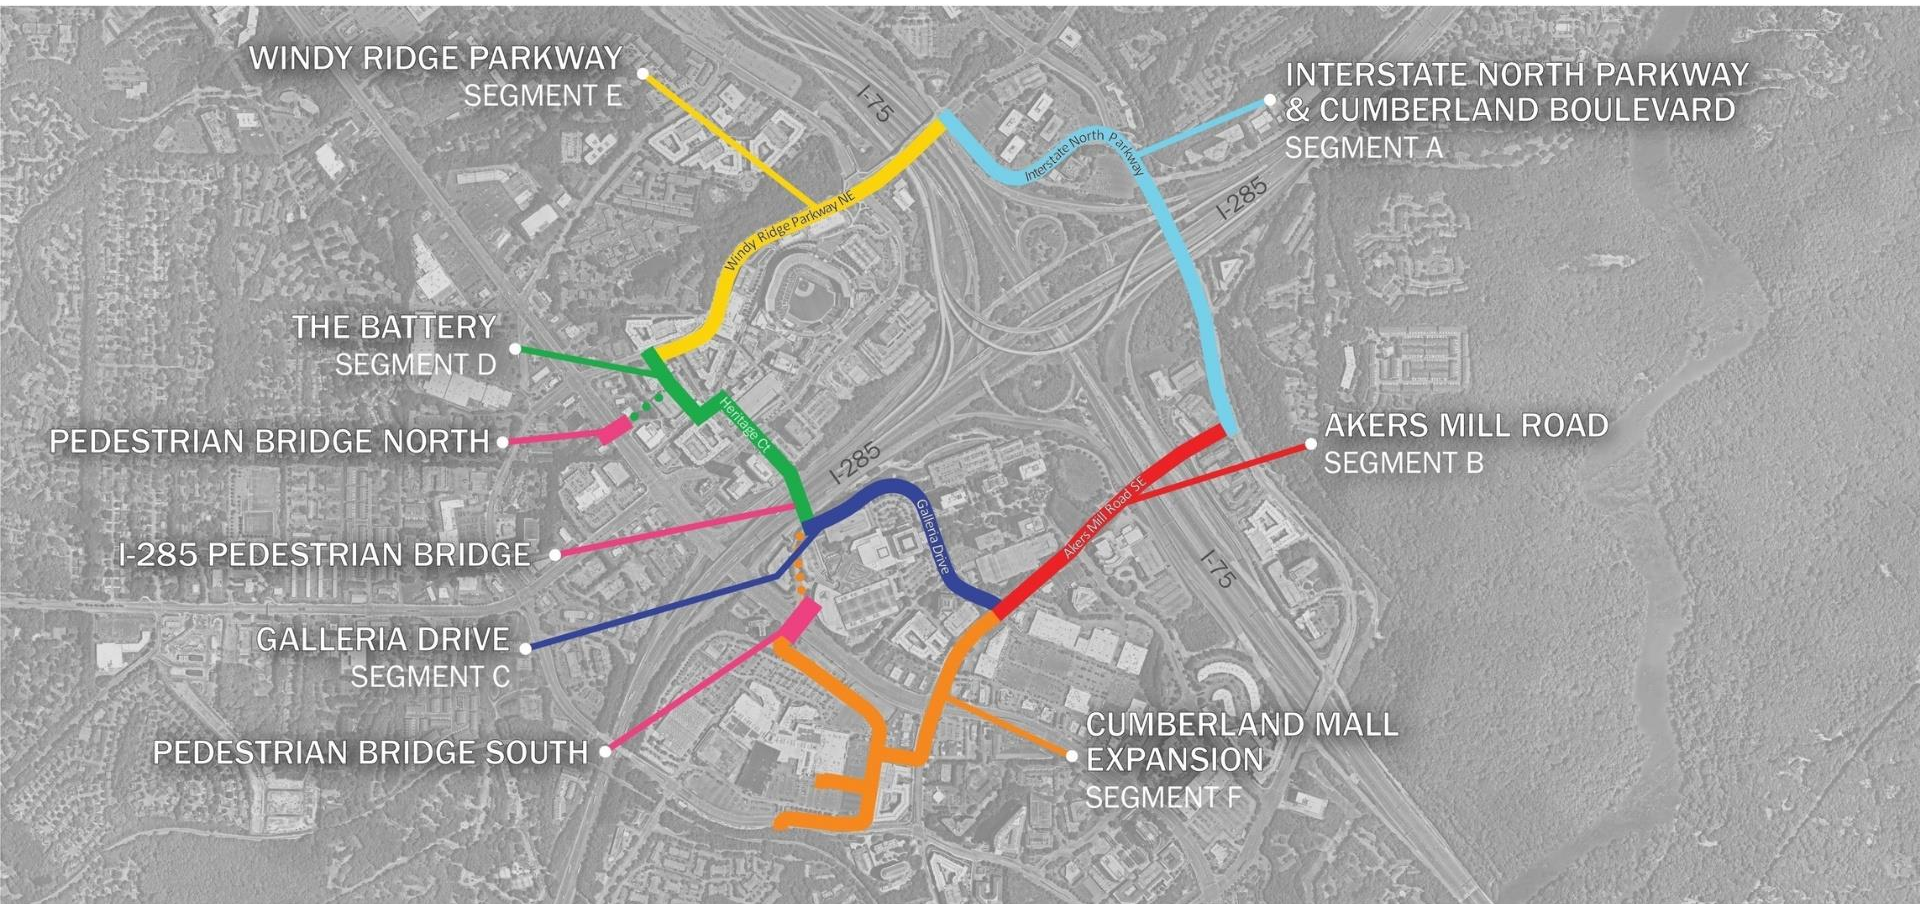 WINDY RIDGE PARKWAY
SEGMENT E
I-75
INTERSTATE NORTH PARKWAY
& CUMBERLAND BOULEVARD
SEGMENT A
Interstate North Parkway
I-285
Windy Ridge Parkway NE
THE BATTERY
SEGMENT D
Heritage Ct
PEDESTRIAN BRIDGE NORTH
AKERS MILL ROAD
SEGMENT B
I-285
Akers Mill Road SE
Galleria Drive
I-285 PEDESTRIAN BRIDGE
I-75
GALLERIA DRIVE
SEGMENT C
PEDESTRIAN BRIDGE SOUTH
CUMBERLAND MALL
EXPANSION
SEGMENT F